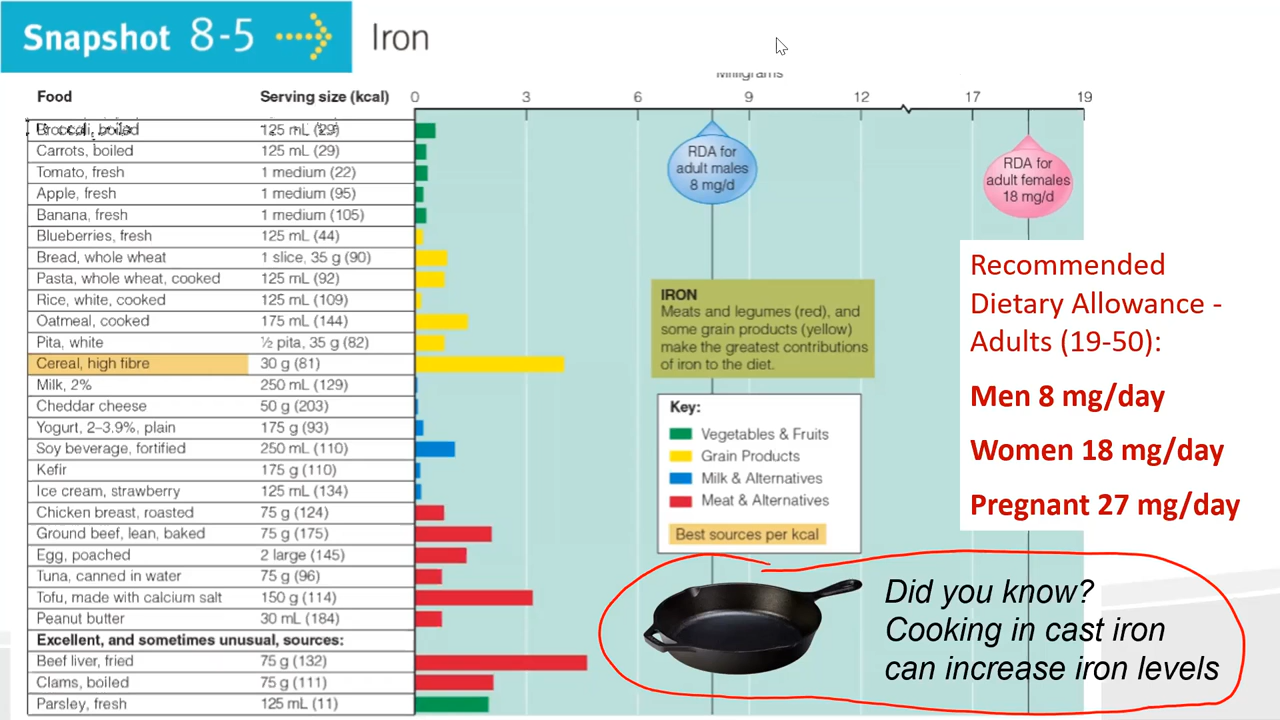 Snapshot 8-5 Iron
Milligrams
Food Serving size (kcal) 0 3 6 9 12 17 19
Broccoli, boiled 125 mL (29)
Carrots, boiled 125 mL (29)
Tomato, fresh 1 medium (22)
Apple, fresh 1 medium (95)
Banana, fresh 1 medium (105)
Blueberries, fresh 125 mL (44)
Bread, whole wheat 1 slice, 35 g (90)
Pasta, whole wheat, cooked 125 mL (92)
Rice, white, cooked 125 mL (109)
Oatmeal, cooked 175 mL (144)
Pita, white ½ pita, 35 g (82)
Cereal, high fibre 30 g (81)
Milk, 2% 250 mL (129)
Cheddar cheese 50 g (203)
Yogurt, 2–3.9%, plain 175 g (93)
Soy beverage, fortified 250 mL (110)
Kefir 175 g (110)
Ice cream, strawberry 125 mL (134)
Chicken breast, roasted 75 g (124)
Ground beef, lean, baked 75 g (175)
Egg, poached 2 large (145)
Tuna, canned in water 75 g (96)
Tofu, made with calcium salt 150 g (114)
Peanut butter 30 mL (184)
Excellent, and sometimes unusual, sources:
Beef liver, fried 75 g (132)
Clams, boiled 75 g (111)
Parsley, fresh 125 mL (11)
RDA for
adult males
8 mg/d
RDA for
adult females
18 mg/d
IRON
Meats and legumes (red), and
some grain products (yellow)
make the greatest contributions
of iron to the diet.
Key:
Vegetables & Fruits
Grain Products
Milk & Alternatives
Meat & Alternatives
Best sources per kcal
Recommended
Dietary Allowance -
Adults (19-50):
Men 8 mg/day
Women 18 mg/day
Pregnant 27 mg/day
Did you know?
Cooking in cast iron
can increase iron levels